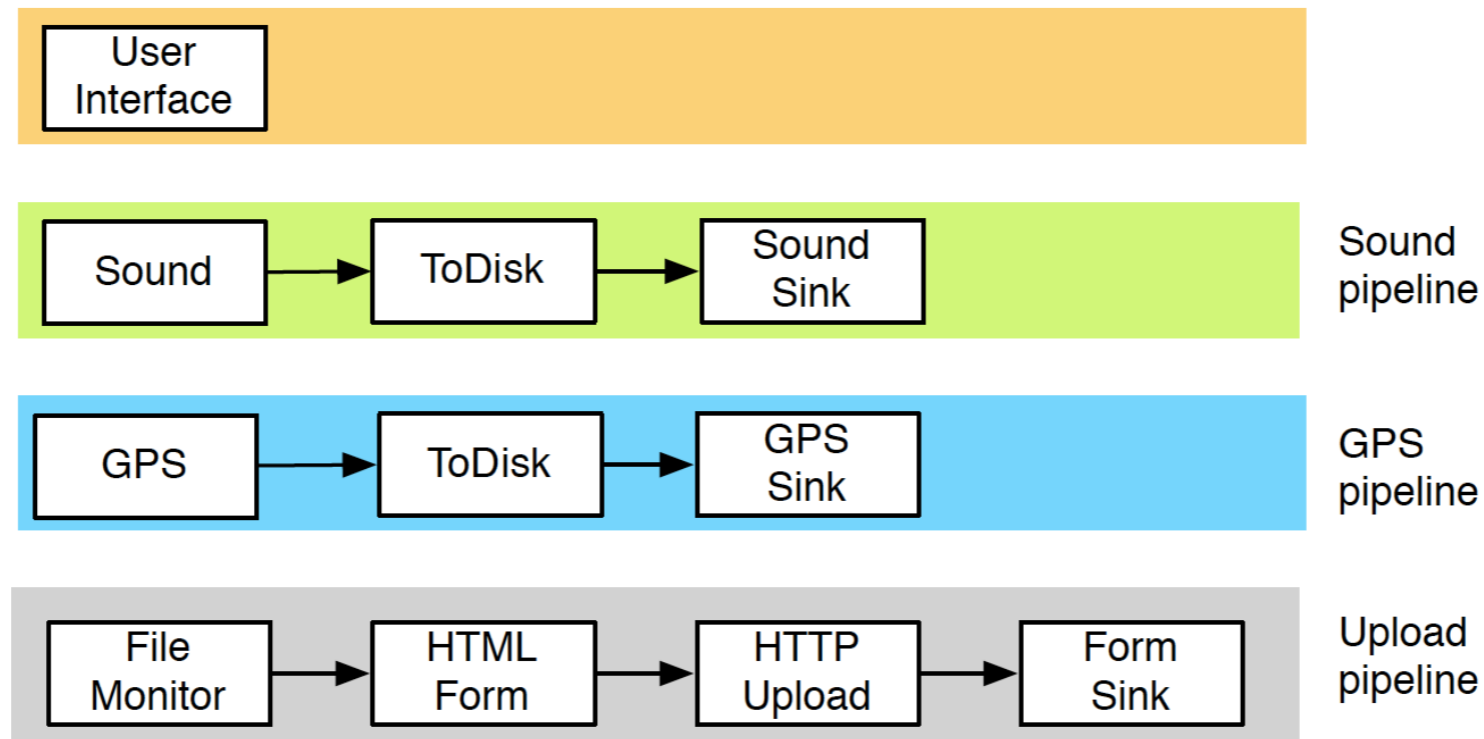 User
Interface
Sound
ToDisk
Sound
Sink
Sound
pipeline
GPS
ToDisk
GPS
Sink
GPS
pipeline
File
Monitor
HTML
Form
HTTP
Upload
Form
Sink
Upload
pipeline